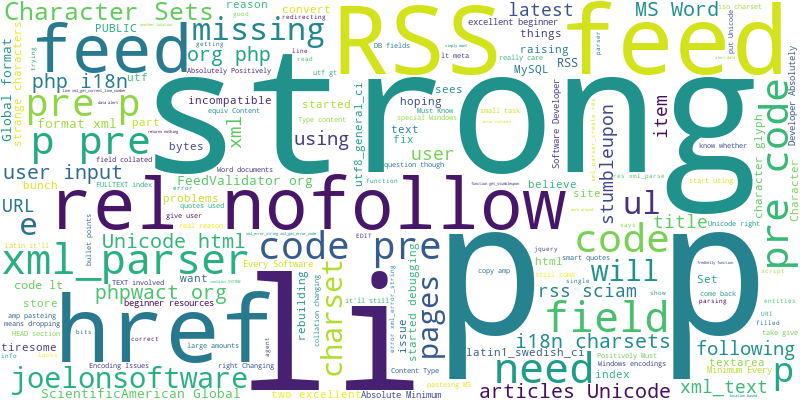 Character Sets
PUBLIC
reason
good
convert
missing
RSS feed
DB fields
excellent beginner
latest
things
raising
MySQL
RSS
MS Word
redirecting
getting
line
read
feed
org php
Absolutely Positively
really care
lt meta
parser
put Unicode
Developer Absolutely
Global format
strange characters
php i18n
utf
strong
incompatible
equiv Content
started
Type content
utf gt
hoping
utf8_general_ci
sees
Must Know
special Windows
small task
Software Developer
know whether
pre p
format xml
part
xml
using
text
fix
item
p pre
bytes
user
question though
stumbleupon
character glyph
domain
user input
field collated
Word documents
FULLTEXT index
FeedValidator org
function
believe
site
start using
bunch
problems
quotes used
give user
URL
e
rel nofollow
ul
title
says
pre code
Latin it'll
real reason
bullet points
Unicode html
code pre
EDIT
jquery
html
code
Unicode right
script
xml_parser
TEXT involved
Every Software
smart quotes
still come
single
will
Set
come back
parsing
show
code lt
phpwact org
charset
copy amp
rss sciam
store
want
beginner resources
rebuilding
collation changing
it'll still
issue
started debugging
pages
field
URI
entities
amp pasteing
means dropping
href
li
p
p
correct
agent
i18n charsets
filled
take give
HEAD section
bits
large amounts
right Changing
error xml_error_string
latin1_swedish_ci
need
following
tiresome
info
Encoding Issues
Content Type
Positively Must
Windows encodings
index
textarea
Minimum Every
joelonsoftware
pasteing MS
xml_text
p
ScientificAmerican Global
two excellent
Absolute Minimum
articles Unicode